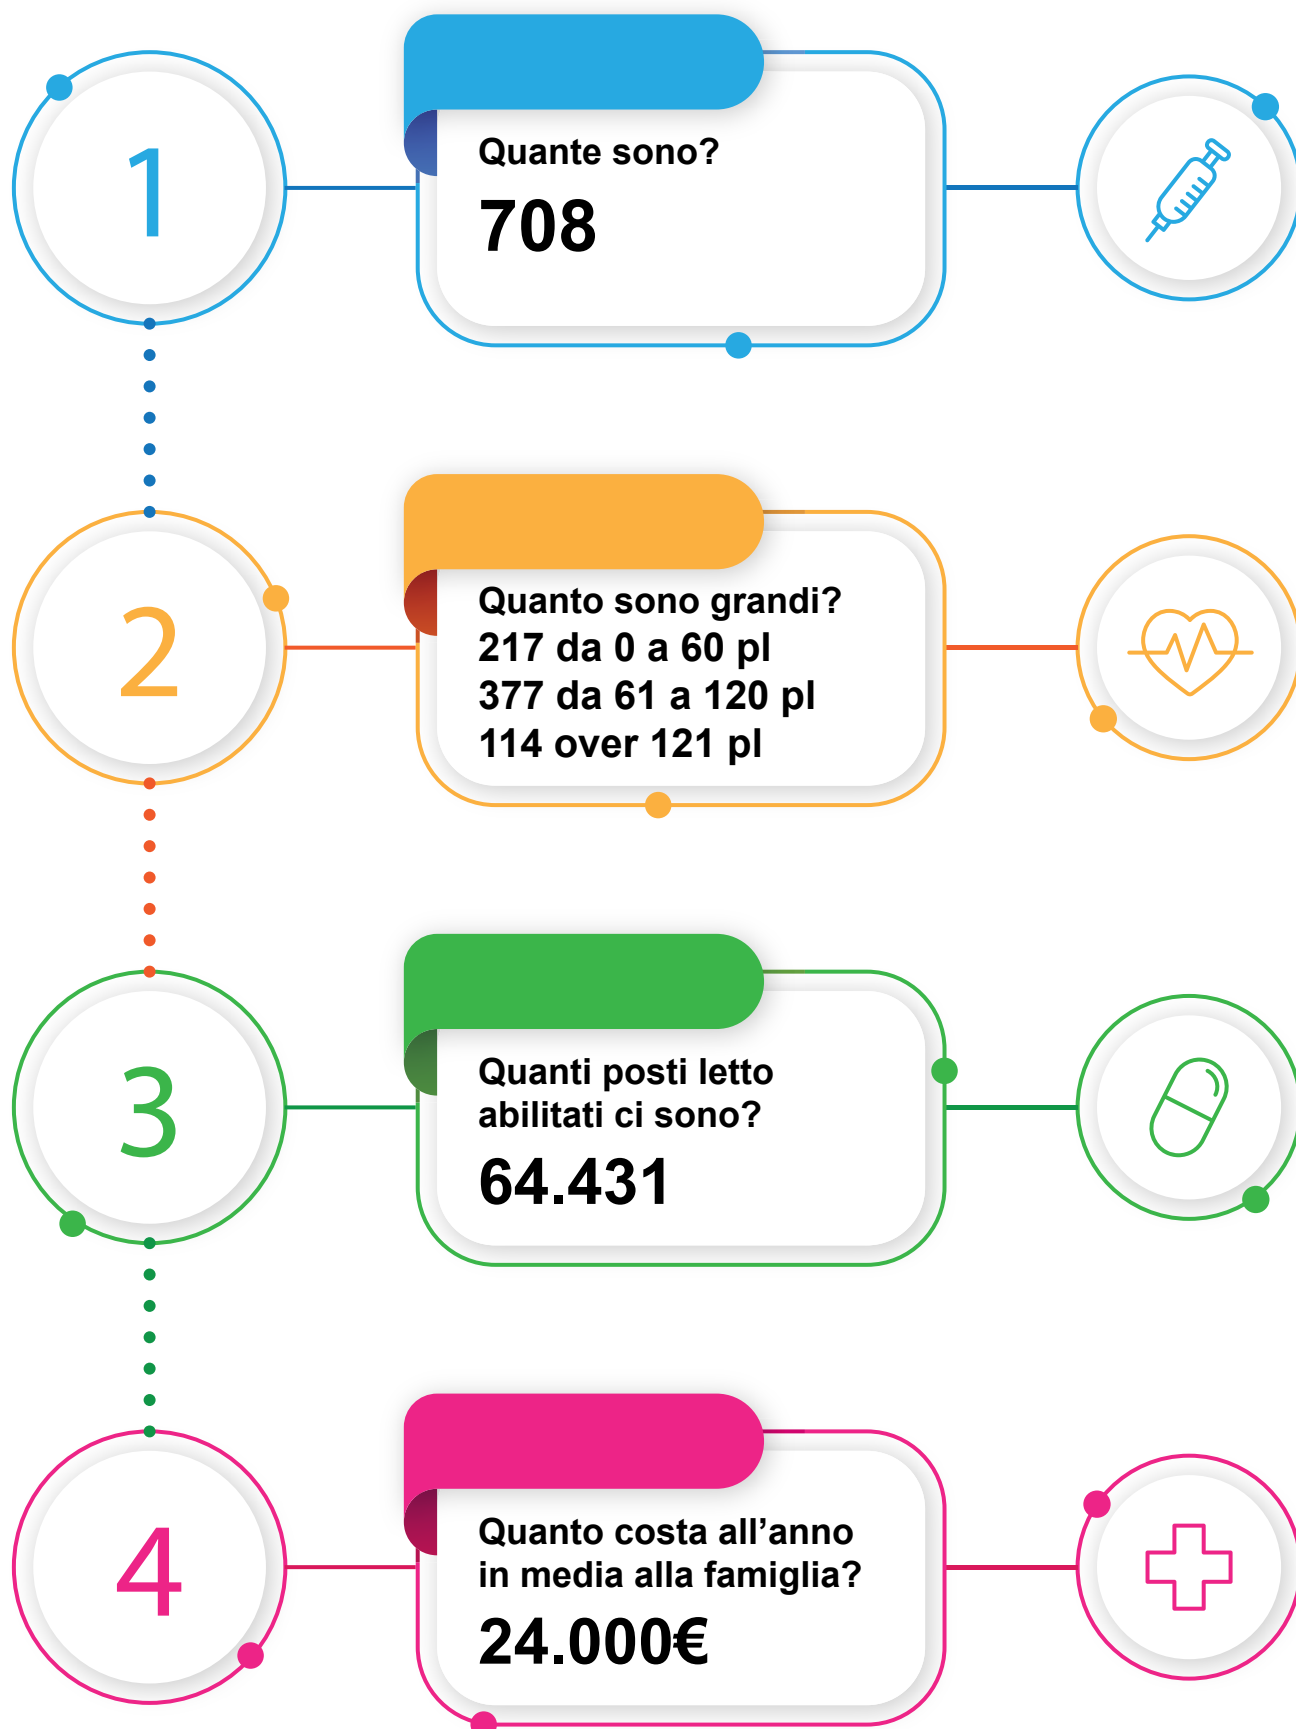 1
Quante sono?
708
2
Quanto sono grandi?
217 da 0 a 60 pl
377 da 61 a 120 pl
114 over 121 pl
3
Quanti posti letto
abilitati ci sono?
64.431
4
Quanto costa all’anno
in media alla famiglia?
24.000€